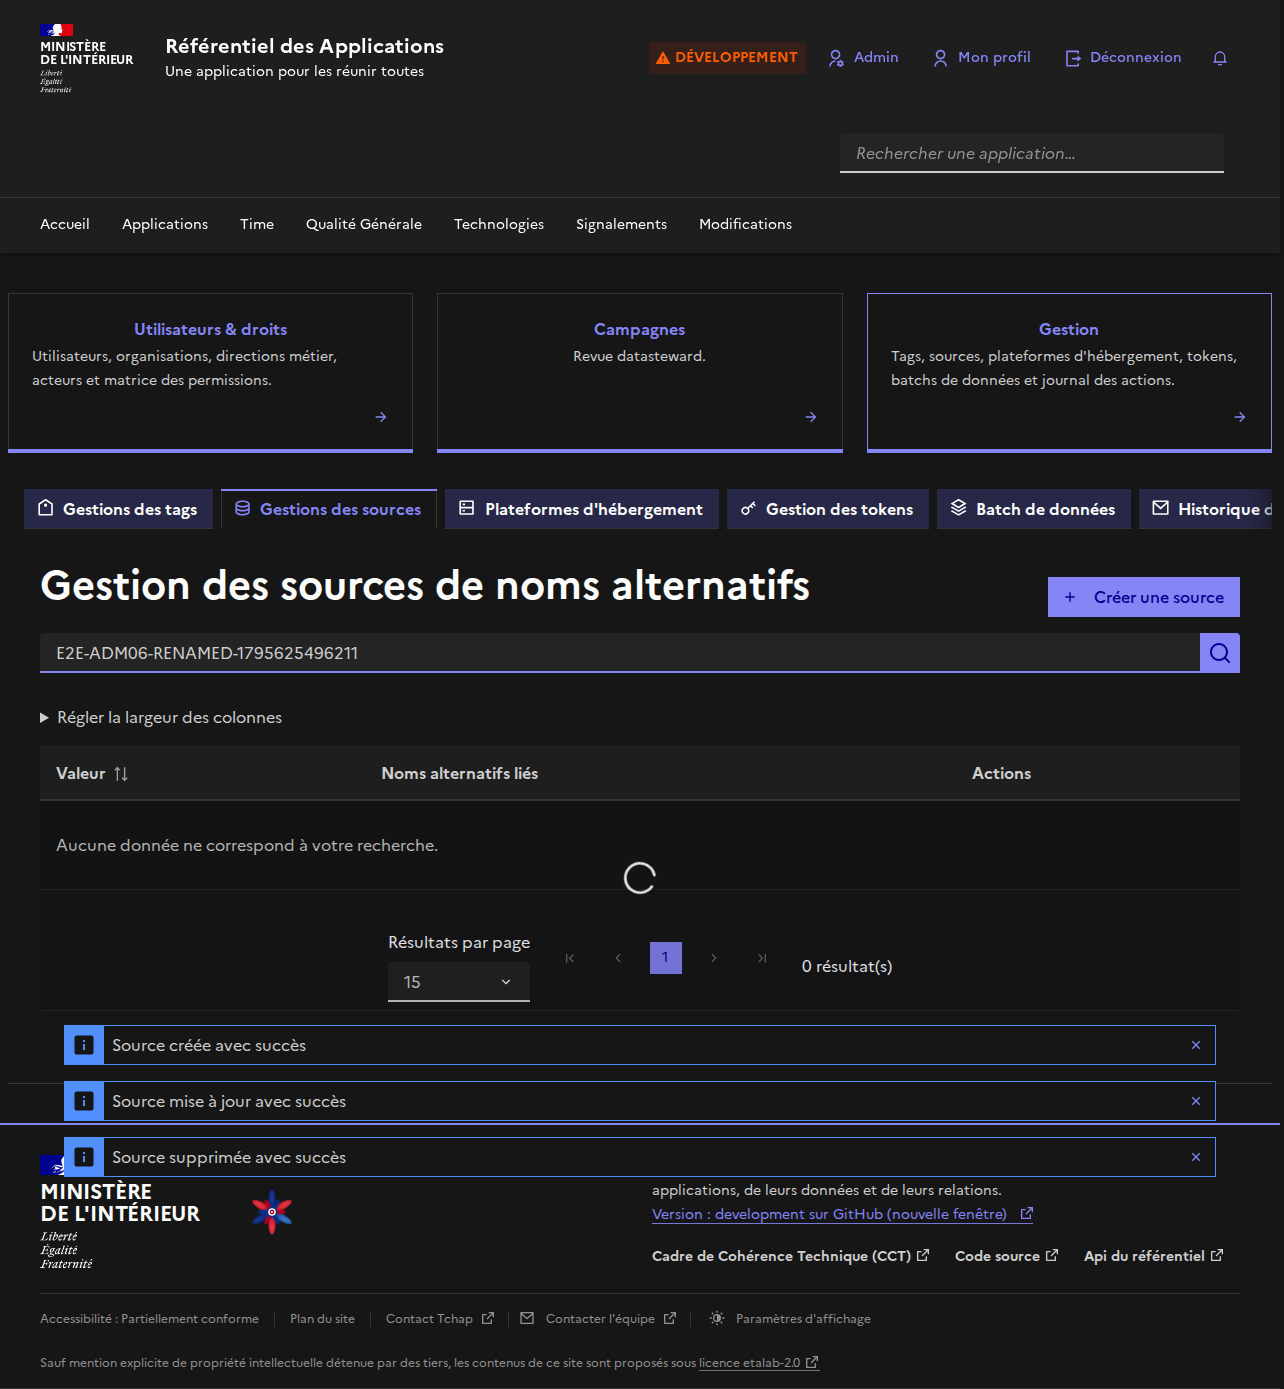 MINISTÈRE
DE L'INTÉRIEUR
Liberté
Égalité
Fraternité
Référentiel des Applications
Une application pour les réunir toutes
DÉVELOPPEMENT
Admin
Mon profil
Déconnexion
Rechercher une application…
Accueil
Applications
Time
Qualité Générale
Technologies
Signalements
Modifications
Utilisateurs & droits
Utilisateurs, organisations, directions métier,
acteurs et matrice des permissions.
Campagnes
Revue datasteward.
Gestion
Tags, sources, plateformes d'hébergement, tokens,
batchs de données et journal des actions.
Gestions des tags
Gestions des sources
Plateformes d'hébergement
Gestion des tokens
Batch de données
Historique d
Gestion des sources de noms alternatifs
Créer une source
E2E-ADM06-RENAMED-1795625496211
Régler la largeur des colonnes
Valeur
Noms alternatifs liés
Actions
Aucune donnée ne correspond à votre recherche.
Résultats par page
15
1
0 résultat(s)
Source créée avec succès
Source mise à jour avec succès
Source supprimée avec succès
MINISTÈRE
DE L'INTÉRIEUR
Liberté
Égalité
Fraternité
applications, de leurs données et de leurs relations.
Version : development sur GitHub (nouvelle fenêtre)
Cadre de Cohérence Technique (CCT)
Code source
Api du référentiel
Accessibilité : Partiellement conforme
Plan du site
Contact Tchap
Contacter l'équipe
Paramètres d'affichage
Sauf mention explicite de propriété intellectuelle détenue par des tiers, les contenus de ce site sont proposés sous licence etalab-2.0